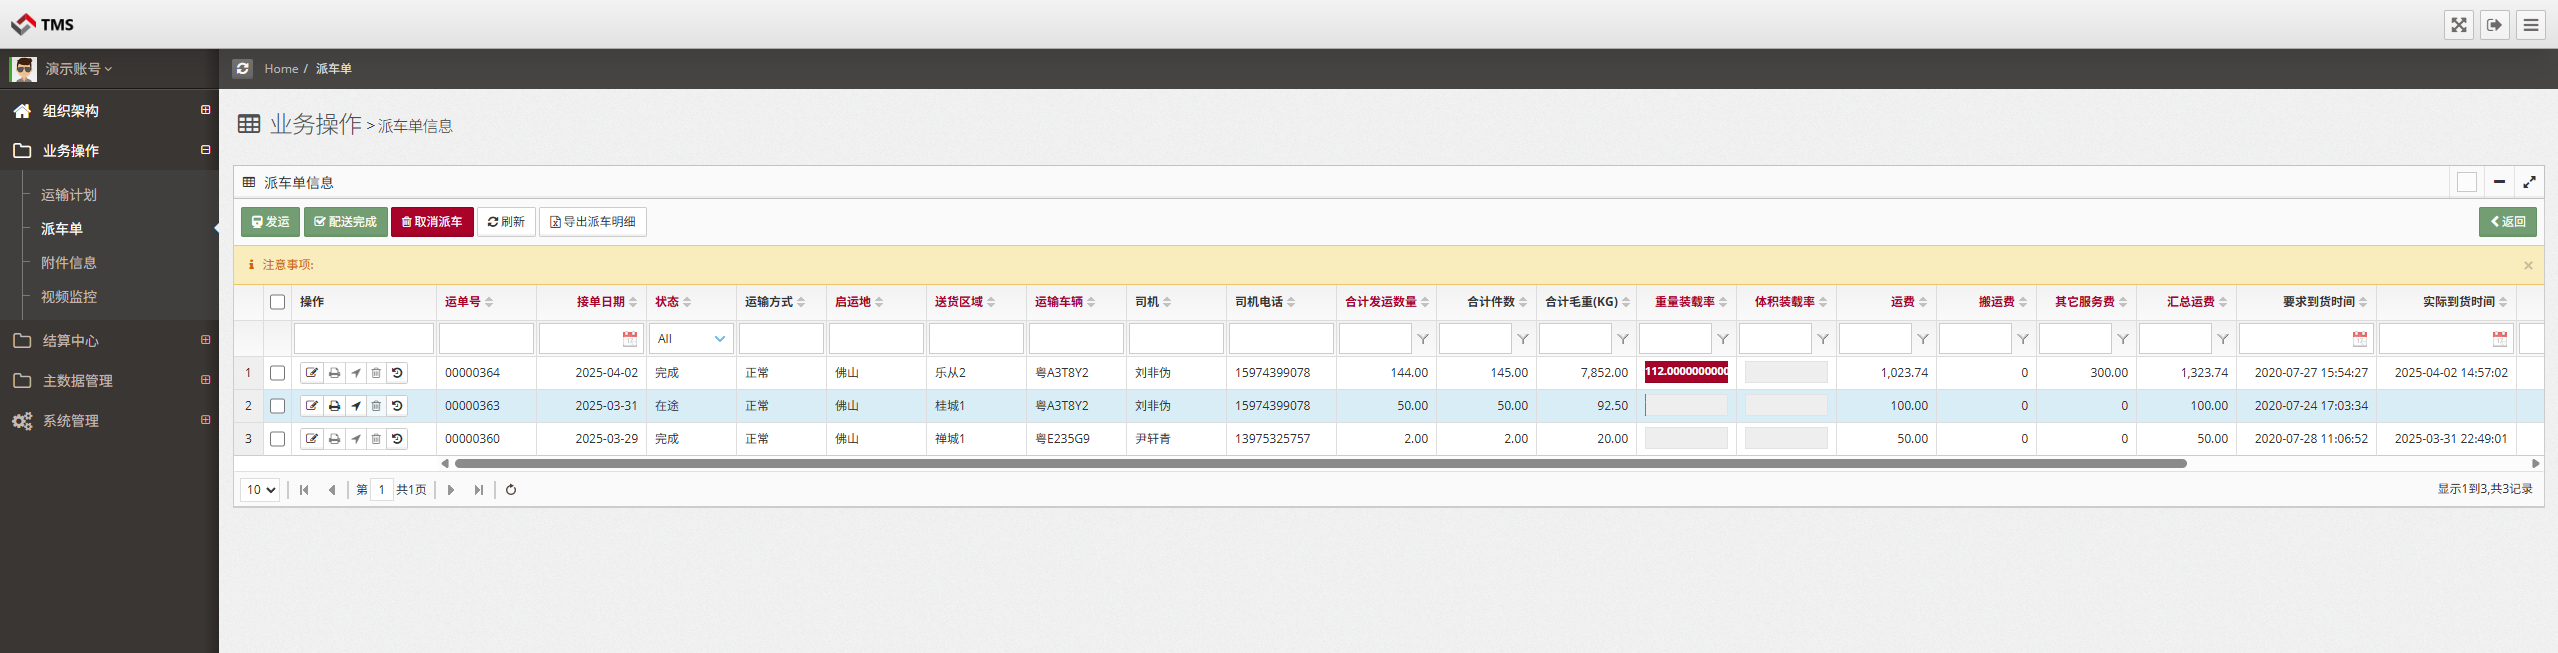 TMS
演示账号
Home / 派车单
组织架构
业务操作
运输计划
派车单
附件信息
视频监控
结算中心
主数据管理
系统管理
业务操作 > 派车单信息
派车单信息
发运 配送完成 取消派车 刷新 导出派车明细 返回
注意事项:
操作 运单号 接单日期 状态 运输方式 启运地 送货区域 运输车辆 司机 司机电话 合计发运数量 合计件数 合计毛重(KG) 重量装载率 体积装载率 运费 搬运费 其它服务费 汇总运费 要求到货时间 实际到货时间
All
1 00000364 2025-04-02 完成 正常 佛山 乐从2 粤A3T8Y2 刘非伪 15974399078 144.00 145.00 7,852.00 112.0000000000 1,023.74 0 300.00 1,323.74 2020-07-27 15:54:27 2025-04-02 14:57:02
2 00000363 2025-03-31 在途 正常 佛山 桂城1 粤A3T8Y2 刘非伪 15974399078 50.00 50.00 92.50 100.00 0 0 100.00 2020-07-24 17:03:34
3 00000360 2025-03-29 完成 正常 佛山 禅城1 粤E235G9 尹轩青 13975325757 2.00 2.00 20.00 50.00 0 0 50.00 2020-07-28 11:06:52 2025-03-31 22:49:01
10 第 1 共1页 显示1到3,共3记录